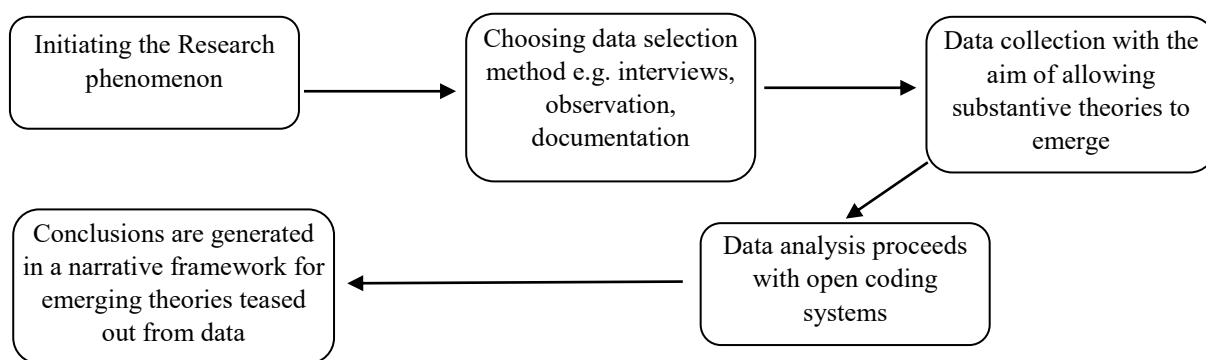 Initiating the Research
phenomenon
Choosing data selection
method e.g. interviews,
observation,
documentation
Data collection with the
aim of allowing
substantive theories to
emerge
Data analysis proceeds
with open coding
systems
Conclusions are generated
in a narrative framework for
emerging theories teased
out from data